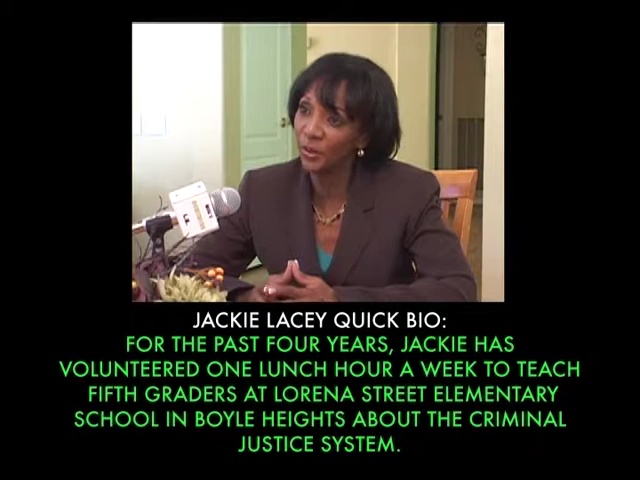 JACKIE LACEY QUICK BIO:
FOR THE PAST FOUR YEARS, JACKIE HAS
VOLUNTEERED ONE LUNCH HOUR A WEEK TO TEACH
FIFTH GRADERS AT LORENA STREET ELEMENTARY
SCHOOL IN BOYLE HEIGHTS ABOUT THE CRIMINAL
JUSTICE SYSTEM.